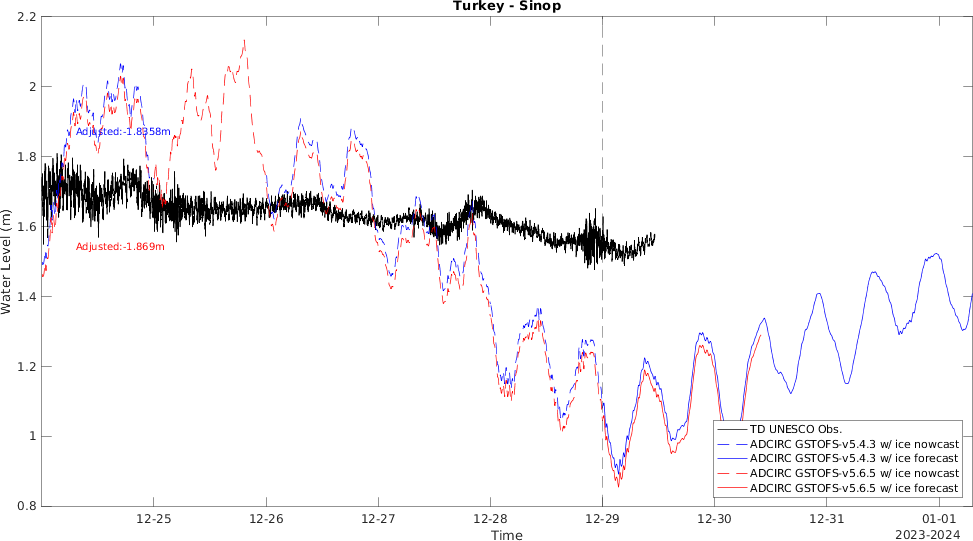 Turkey - Sinop
2.2
2
1.8
1.6
1.4
1.2
1
0.8
Water Level (m)
Adjusted:-1.8358m
Adjusted:-1.869m
TD UNESCO Obs.
ADCIRC GSTOFS-v5.4.3 w/ ice nowcast
ADCIRC GSTOFS-v5.4.3 w/ ice forecast
ADCIRC GSTOFS-v5.6.5 w/ ice nowcast
ADCIRC GSTOFS-v5.6.5 w/ ice forecast
12-25 12-26 12-27 12-28 12-29 12-30 12-31 01-01
Time
2023-2024